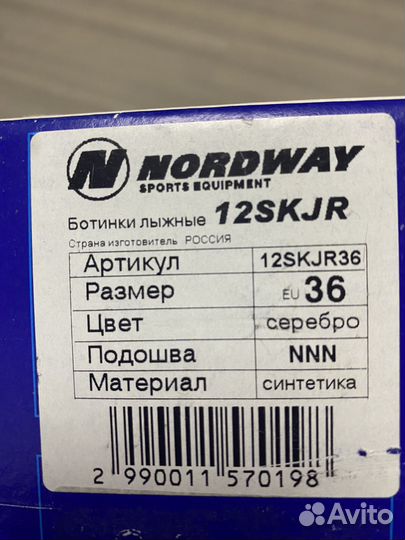 N NORDWAY
SPORTS EQUIPMENT
Ботинки лыжные 12SKJR
Страна изготовитель РОССИЯ
Артикул 12SKJR36
Размер EU 36
Цвет серебро
Подошва NNN
Материал синтетика
2 990011 570198
Avito